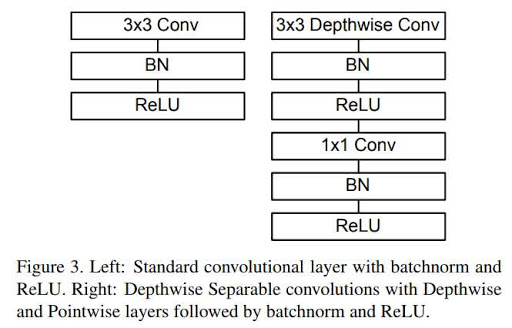 3x3 Conv
BN
ReLU
3x3 Depthwise Conv
BN
ReLU
1x1 Conv
BN
ReLU
Figure 3. Left: Standard convolutional layer with batchnorm and
ReLU. Right: Depthwise Separable convolutions with Depthwise
and Pointwise layers followed by batchnorm and ReLU.